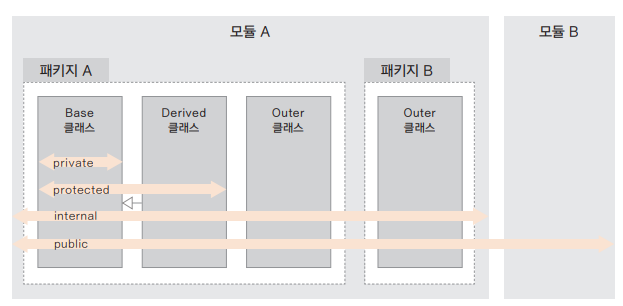 모듈 A
모듈 B
패키지 A
패키지 B
Base
클래스
Derived
클래스
Outer
클래스
Outer
클래스
private
protected
internal
public